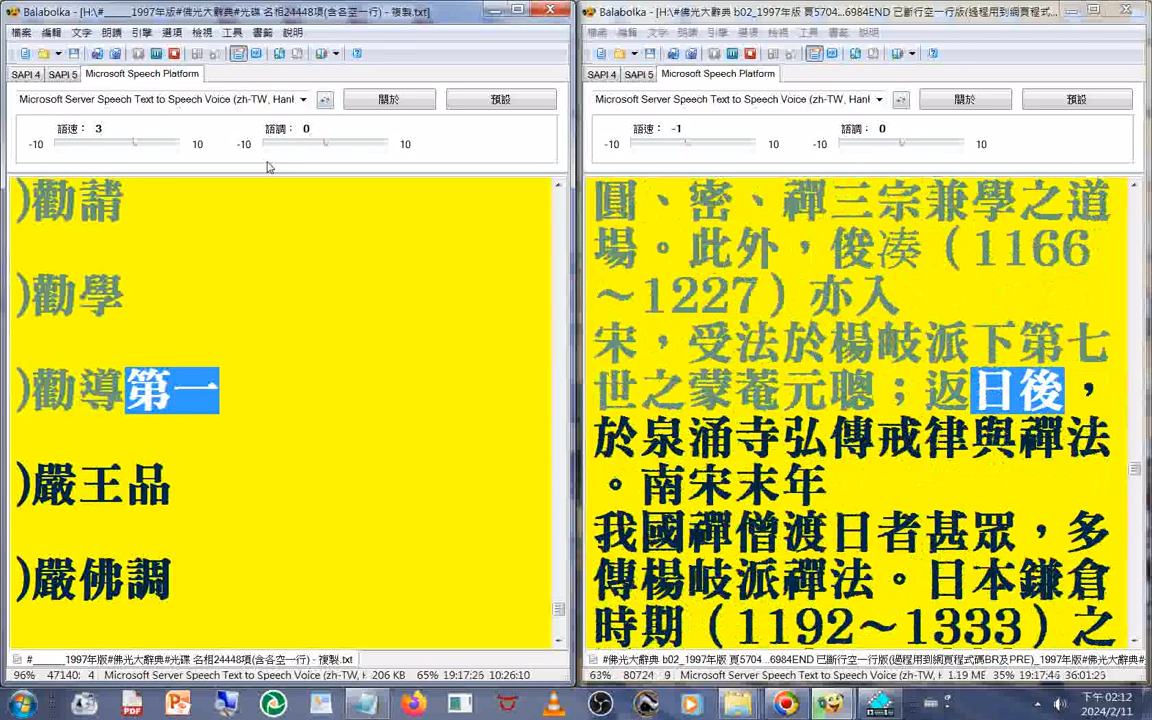 Balabolka - [H:\#_____1997年版#佛光大辭典#光碟 名相24448項(含各空一行) - 複製.txt]
檔案 編輯 文字 朗讀 引擎 選項 檢視 工具 書籤 說明
SAPI 4 SAPI 5 Microsoft Speech Platform
Microsoft Server Speech Text to Speech Voice (zh-TW, Hanl
關於 預設
語速： 3 語調： 0
-10 10 -10 10
)勸請
)勸學
)勸導第一
)嚴王品
)嚴佛調
#_____1997年版#佛光大辭典#光碟 名相24448項(含各空一行) - 複製.txt
96% 47140: 4 Microsoft Server Speech Text to Speech Voice (zh-TW, H 206 KB 65% 19:17:26 10:26:10
Balabolka - [H:\#佛光大辭典 b02_1997年版 頁5704...6984END 已斷行空一行版(過程用到網頁程式...
檔案 編輯 文字 朗讀 引擎 選項 檢視 工具 書籤 說明
SAPI 4 SAPI 5 Microsoft Speech Platform
Microsoft Server Speech Text to Speech Voice (zh-TW, Hanl
關於 預設
語速： -1 語調： 0
-10 10 -10 10
圓、密、禪三宗兼學之道
場。此外，俊湊（1166
～1227）亦入
宋，受法於楊岐派下第七
世之蒙菴元聰；返日後，
於泉涌寺弘傳戒律與禪法
。南宋末年
我國禪僧渡日者甚眾，多
傳楊岐派禪法。日本鎌倉
時期（1192～1333）之
#佛光大辭典 b02_1997年版 頁5704...6984END 已斷行空一行版(過程用到網頁程式碼BR及PRE)_1997年版#佛光大辭典#
63% 80724 Microsoft Server Speech Text to Speech Voice (zh-TW, H 1.19 ME 35% 19:17:46 36:01:26
下午 02:12
2024/2/11